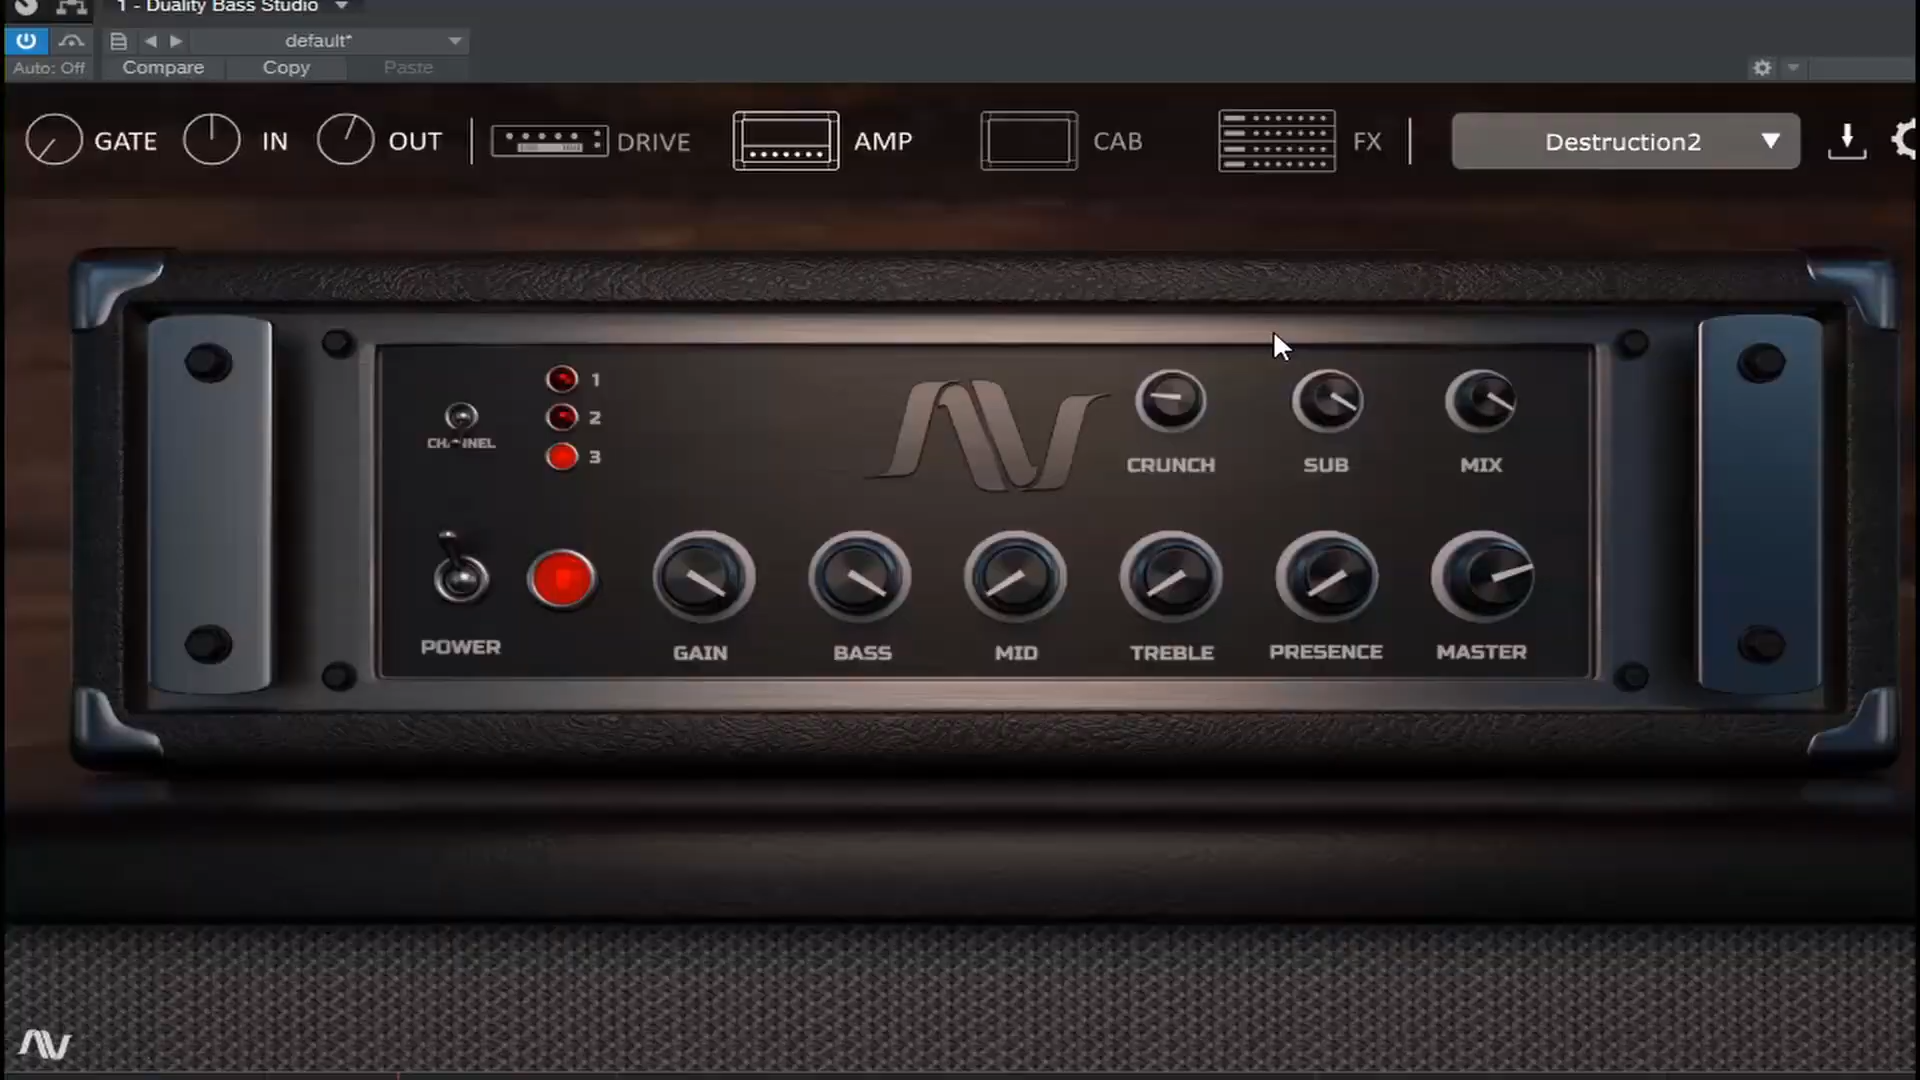 1 - Duality Bass Studio
default*
Auto: Off
Compare
Copy
Paste
GATE
IN
OUT
DRIVE
AMP
CAB
FX
Destruction2
1
2
3
CHANNEL
CRUNCH
SUB
MIX
POWER
GAIN
BASS
MID
TREBLE
PRESENCE
MASTER